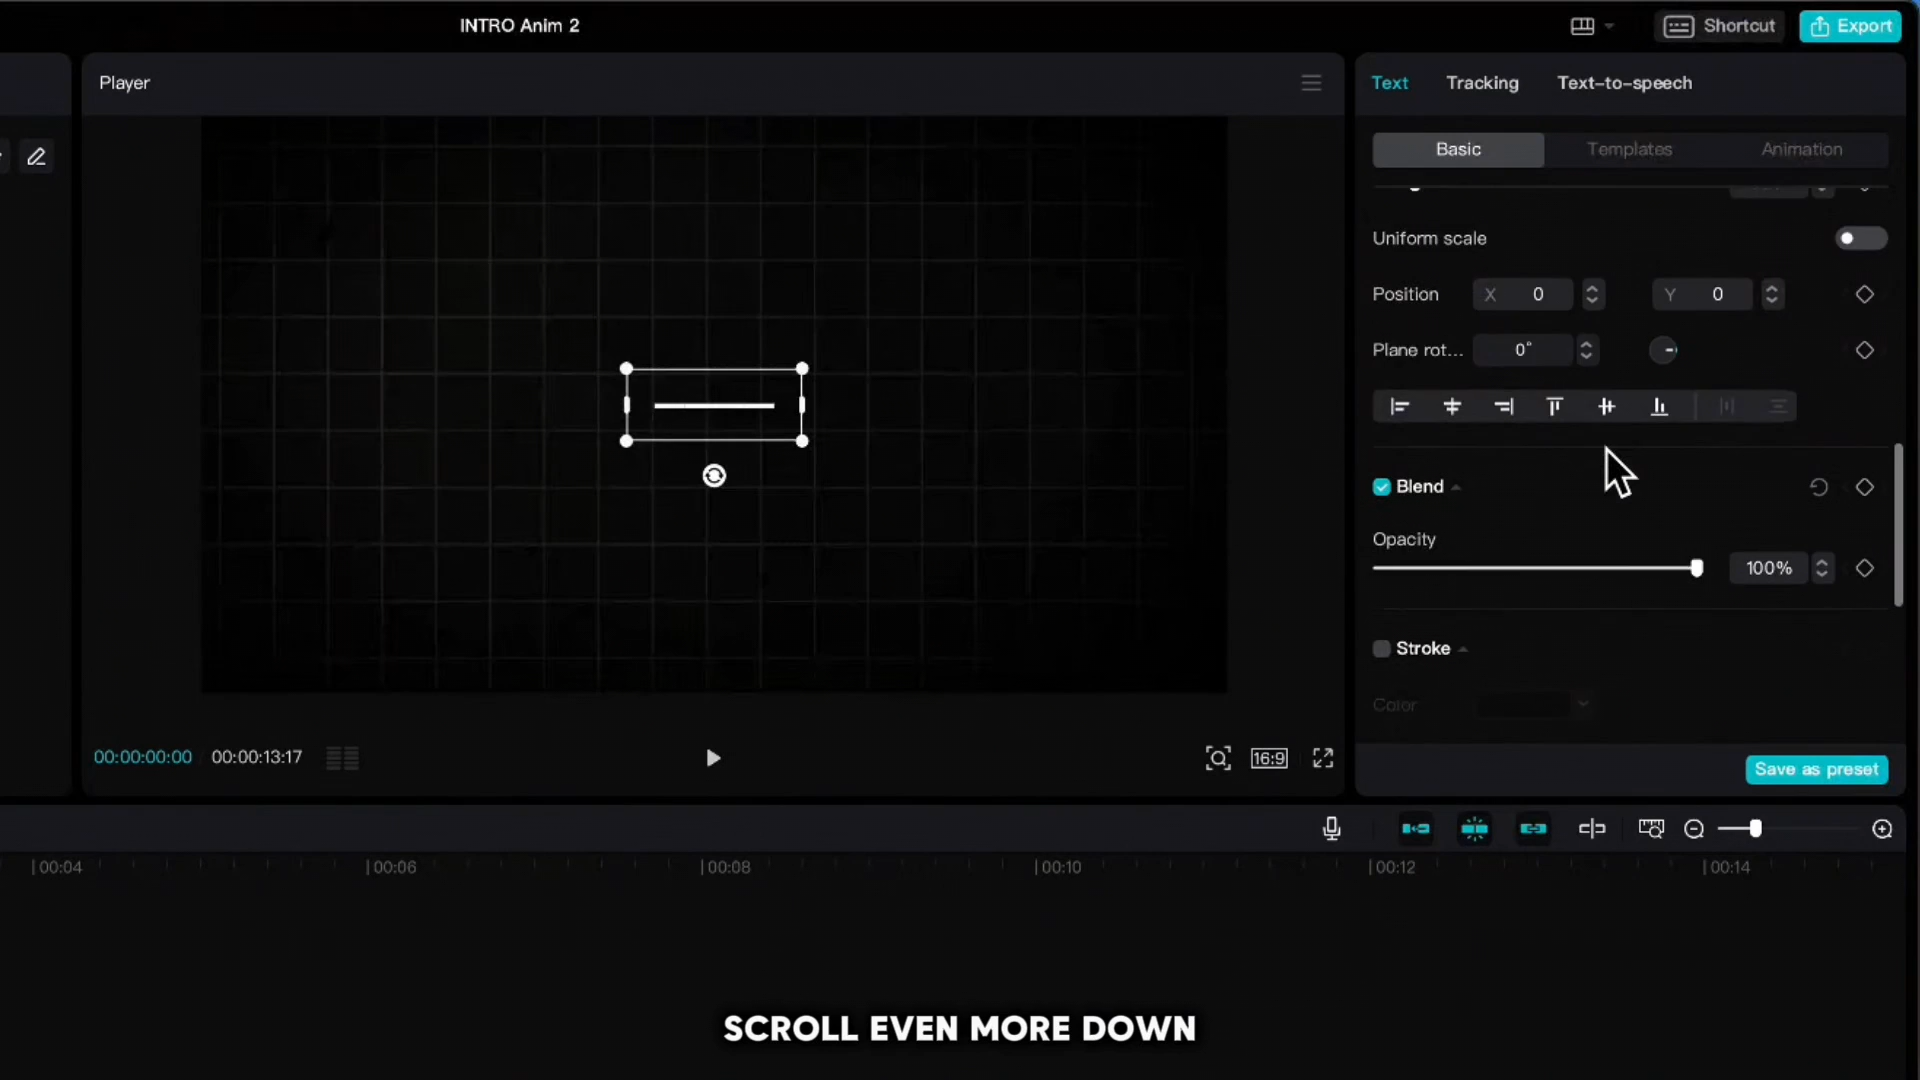 INTRO Anim 2
Shortcut
Export
Player
Text
Tracking
Text-to-speech
Basic
Templates
Animation
Uniform scale
Position X 0 Y 0
Plane rot... 0°
Blend
Opacity
100%
Stroke
Color
00:00:00:00 / 00:00:13:17
16:9
Save as preset
00:04
00:06
00:08
00:10
00:12
00:14
SCROLL EVEN MORE DOWN